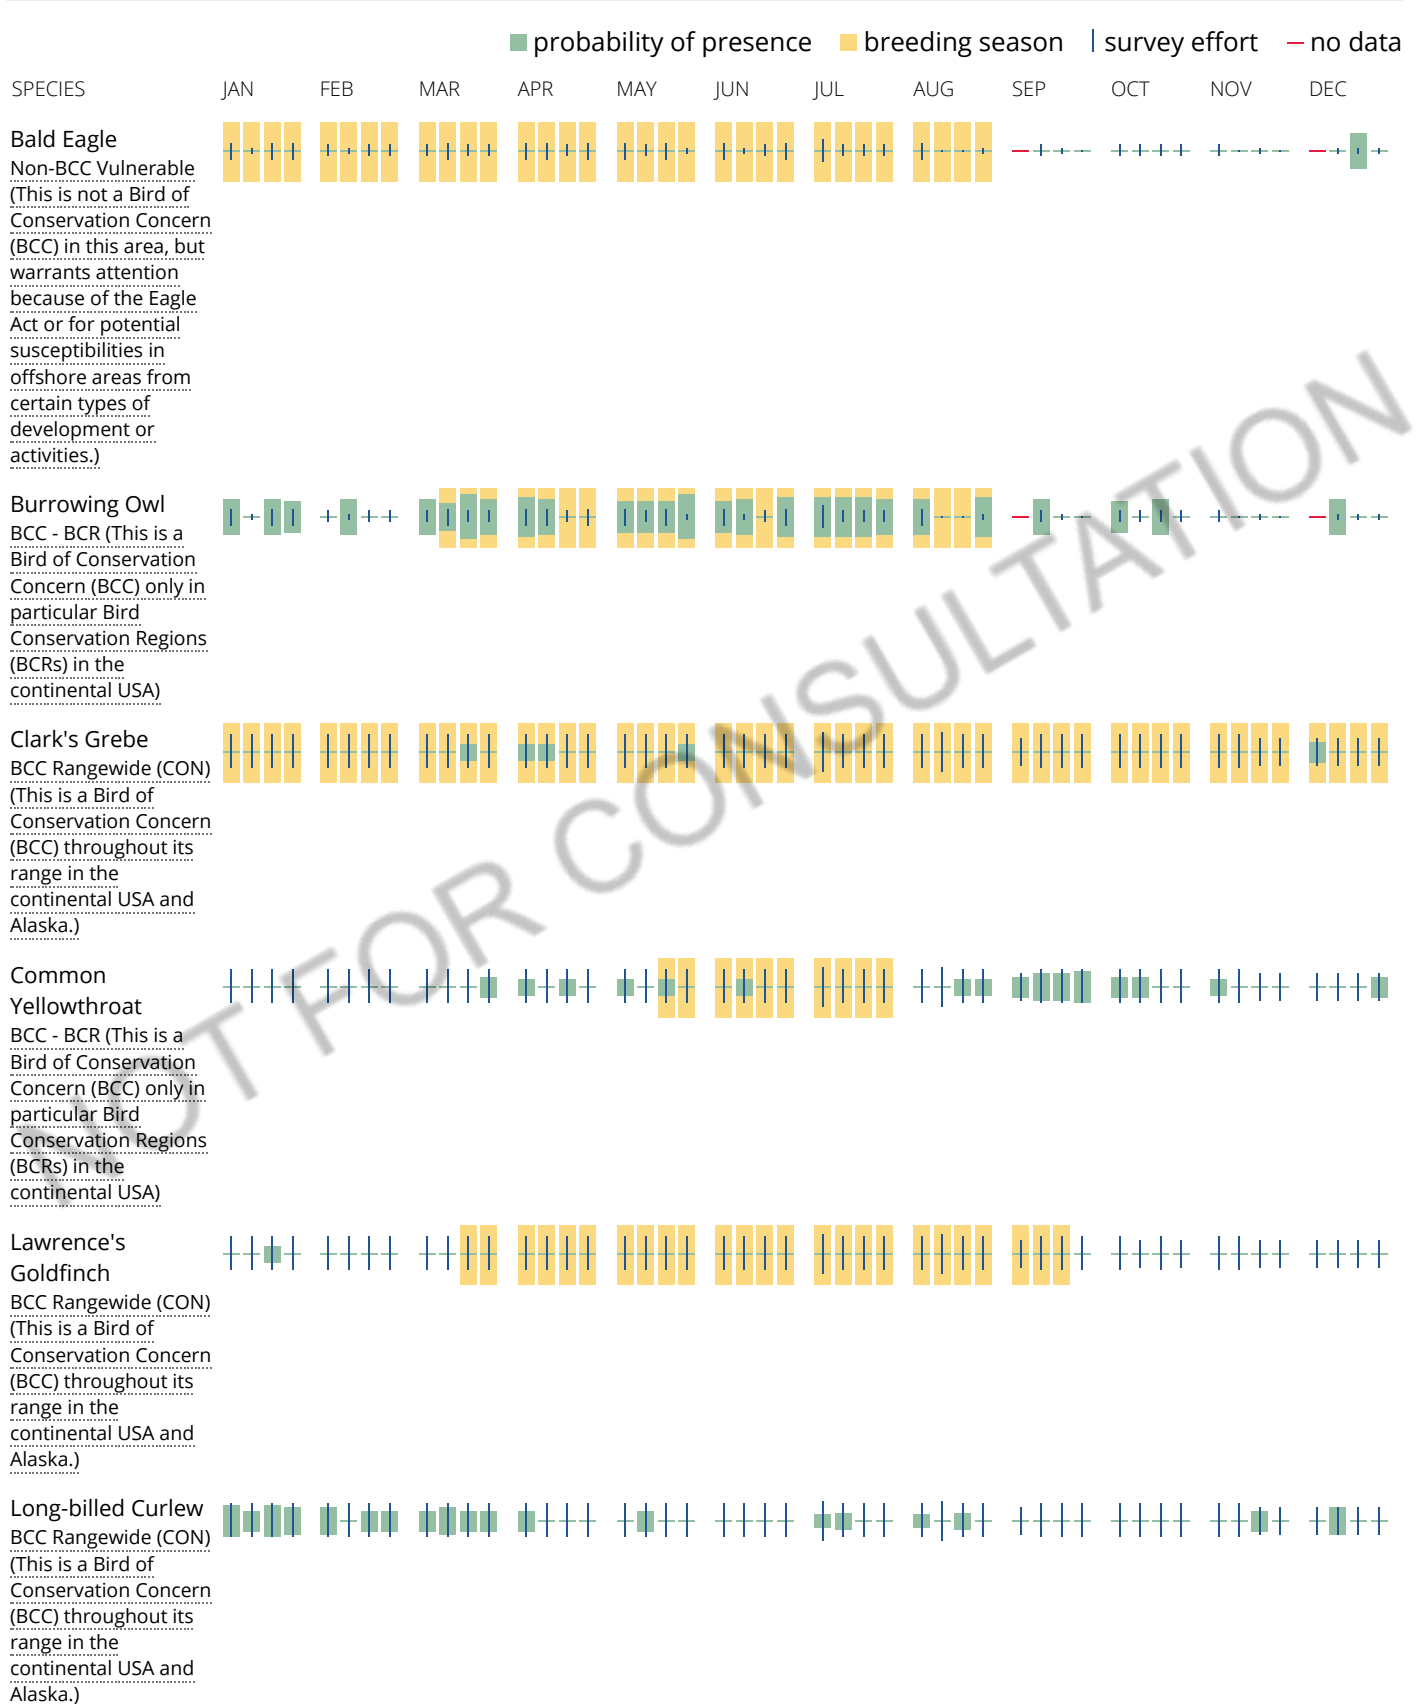 probability of presence breeding season survey effort no data
SPECIES JAN FEB MAR APR MAY JUN JUL AUG SEP OCT NOV DEC
Bald Eagle
Non-BCC Vulnerable
(This is not a Bird of
Conservation Concern
(BCC) in this area, but
warrants attention
because of the Eagle
Act or for potential
susceptibilities in
offshore areas from
certain types of
development or
activities.)
Burrowing Owl
BCC - BCR (This is a
Bird of Conservation
Concern (BCC) only in
particular Bird
Conservation Regions
(BCRs) in the
continental USA)
Clark's Grebe
BCC Rangewide (CON)
(This is a Bird of
Conservation Concern
(BCC) throughout its
range in the
continental USA and
Alaska.)
Common
Yellowthroat
BCC - BCR (This is a
Bird of Conservation
Concern (BCC) only in
particular Bird
Conservation Regions
(BCRs) in the
continental USA)
Lawrence's
Goldfinch
BCC Rangewide (CON)
(This is a Bird of
Conservation Concern
(BCC) throughout its
range in the
continental USA and
Alaska.)
Long-billed Curlew
BCC Rangewide (CON)
(This is a Bird of
Conservation Concern
(BCC) throughout its
range in the
continental USA and
Alaska.)
NOT FOR CONSULTATION